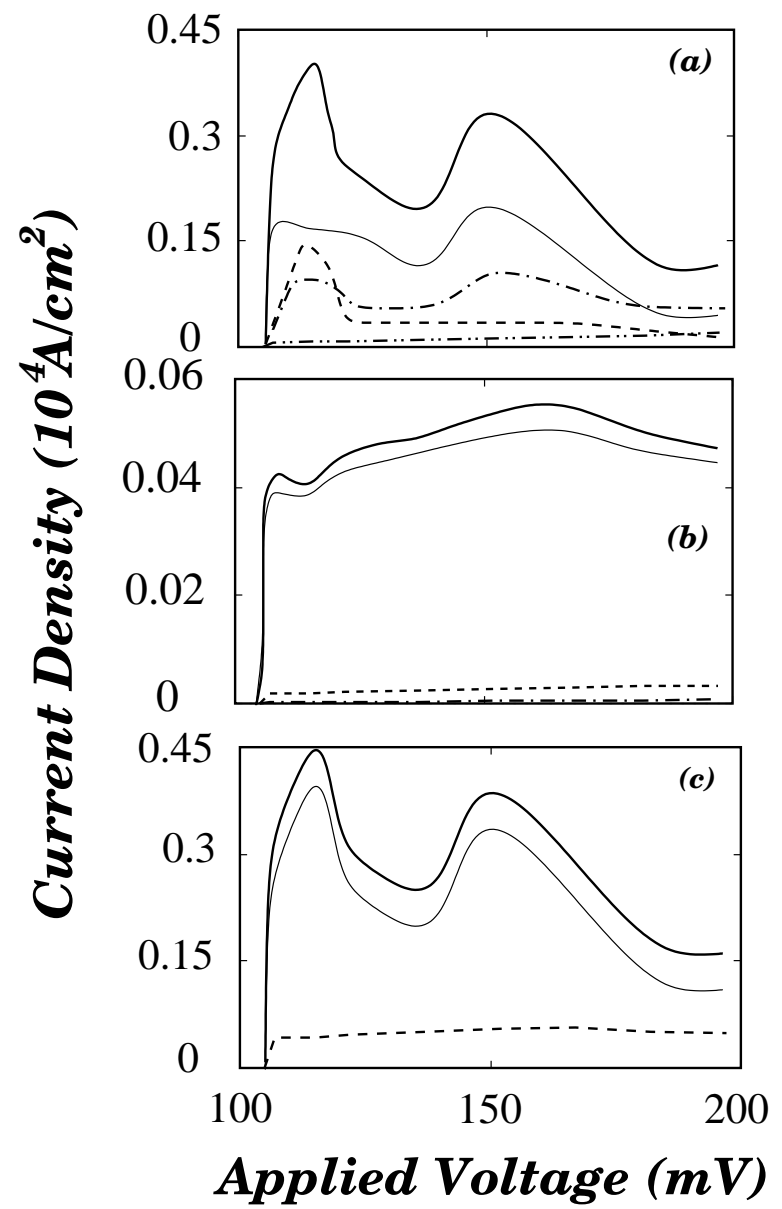 0.45
(a)
0.3
0.15
0
0.06
0.04
(b)
0.02
0
0.45
(c)
0.3
0.15
0
100 150 200
Applied Voltage (mV)
Current Density (10⁴A/cm²)